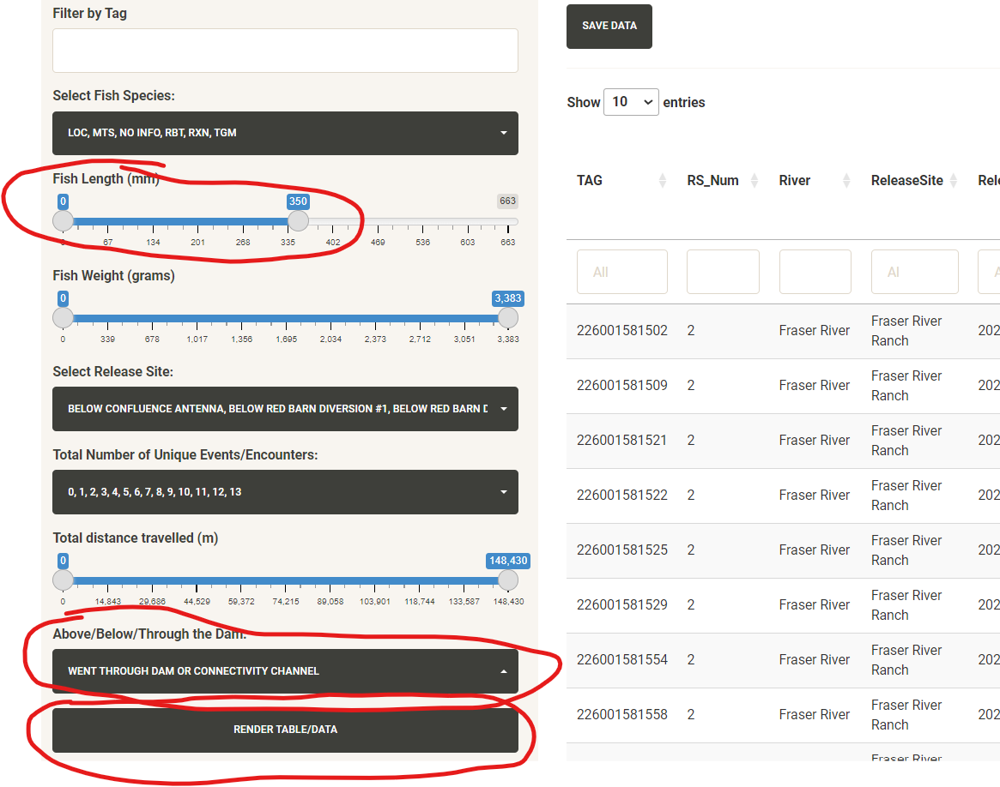 Filter by Tag
Select Fish Species:
LOC, MTS, NO INFO, RBT, RXN, TGM
Fish Length (mm)
0 350 663
0 67 134 201 268 335 402 469 536 603 663
Fish Weight (grams)
0 3,383
0 339 678 1,017 1,356 1,695 2,034 2,373 2,712 3,051 3,383
Select Release Site:
BELOW CONFLUENCE ANTENNA, BELOW RED BARN DIVERSION #1, BELOW RED BARN D
Total Number of Unique Events/Encounters:
0, 1, 2, 3, 4, 5, 6, 7, 8, 9, 10, 11, 12, 13
Total distance travelled (m)
0 148,430
0 14,843 29,686 44,529 59,372 74,215 89,058 103,901 118,744 133,587 148,430
Above/Below/Through the Dam:
WENT THROUGH DAM OR CONNECTIVITY CHANNEL
RENDER TABLE/DATA
SAVE DATA
Show 10 entries
TAG RS_Num River ReleaseSite Rele
All Al A
226001581502 2 Fraser River Fraser River Ranch 202
226001581509 2 Fraser River Fraser River Ranch 202
226001581521 2 Fraser River Fraser River Ranch 202
226001581522 2 Fraser River Fraser River Ranch 202
226001581525 2 Fraser River Fraser River Ranch 202
226001581529 2 Fraser River Fraser River Ranch 202
226001581554 2 Fraser River Fraser River Ranch 202
226001581558 2 Fraser River Fraser River Ranch 202
Fraser River